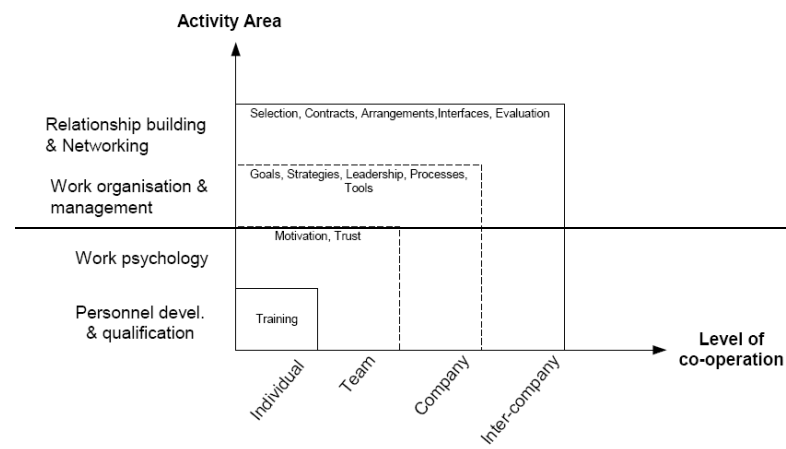 Activity Area
Relationship building
& Networking
Selection, Contracts, Arrangements,Interfaces, Evaluation
Work organisation &
management
Goals, Strategies, Leadership, Processes,
Tools
Motivation, Trust
Work psychology
Personnel devel.
& qualification
Training
Level of
co-operation
Individual
Team
Company
Inter-company